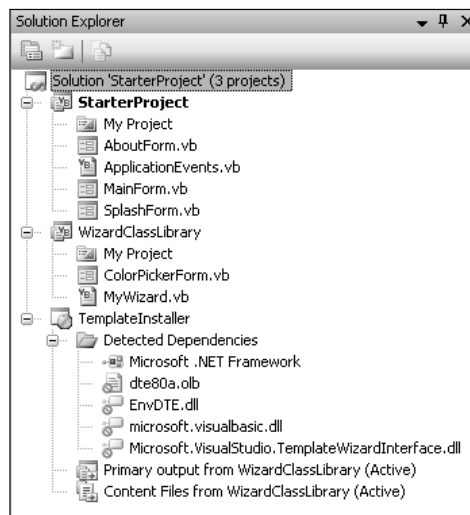 Solution Explorer
Solution 'StarterProject' (3 projects)
StarterProject
My Project
AboutForm.vb
ApplicationEvents.vb
MainForm.vb
SplashForm.vb
WizardClassLibrary
My Project
ColorPickerForm.vb
MyWizard.vb
TemplateInstaller
Detected Dependencies
Microsoft .NET Framework
dte80a.olb
EnvDTE.dll
microsoft.visualbasic.dll
Microsoft.VisualStudio.TemplateWizardInterface.dll
Primary output from WizardClassLibrary (Active)
Content Files from WizardClassLibrary (Active)